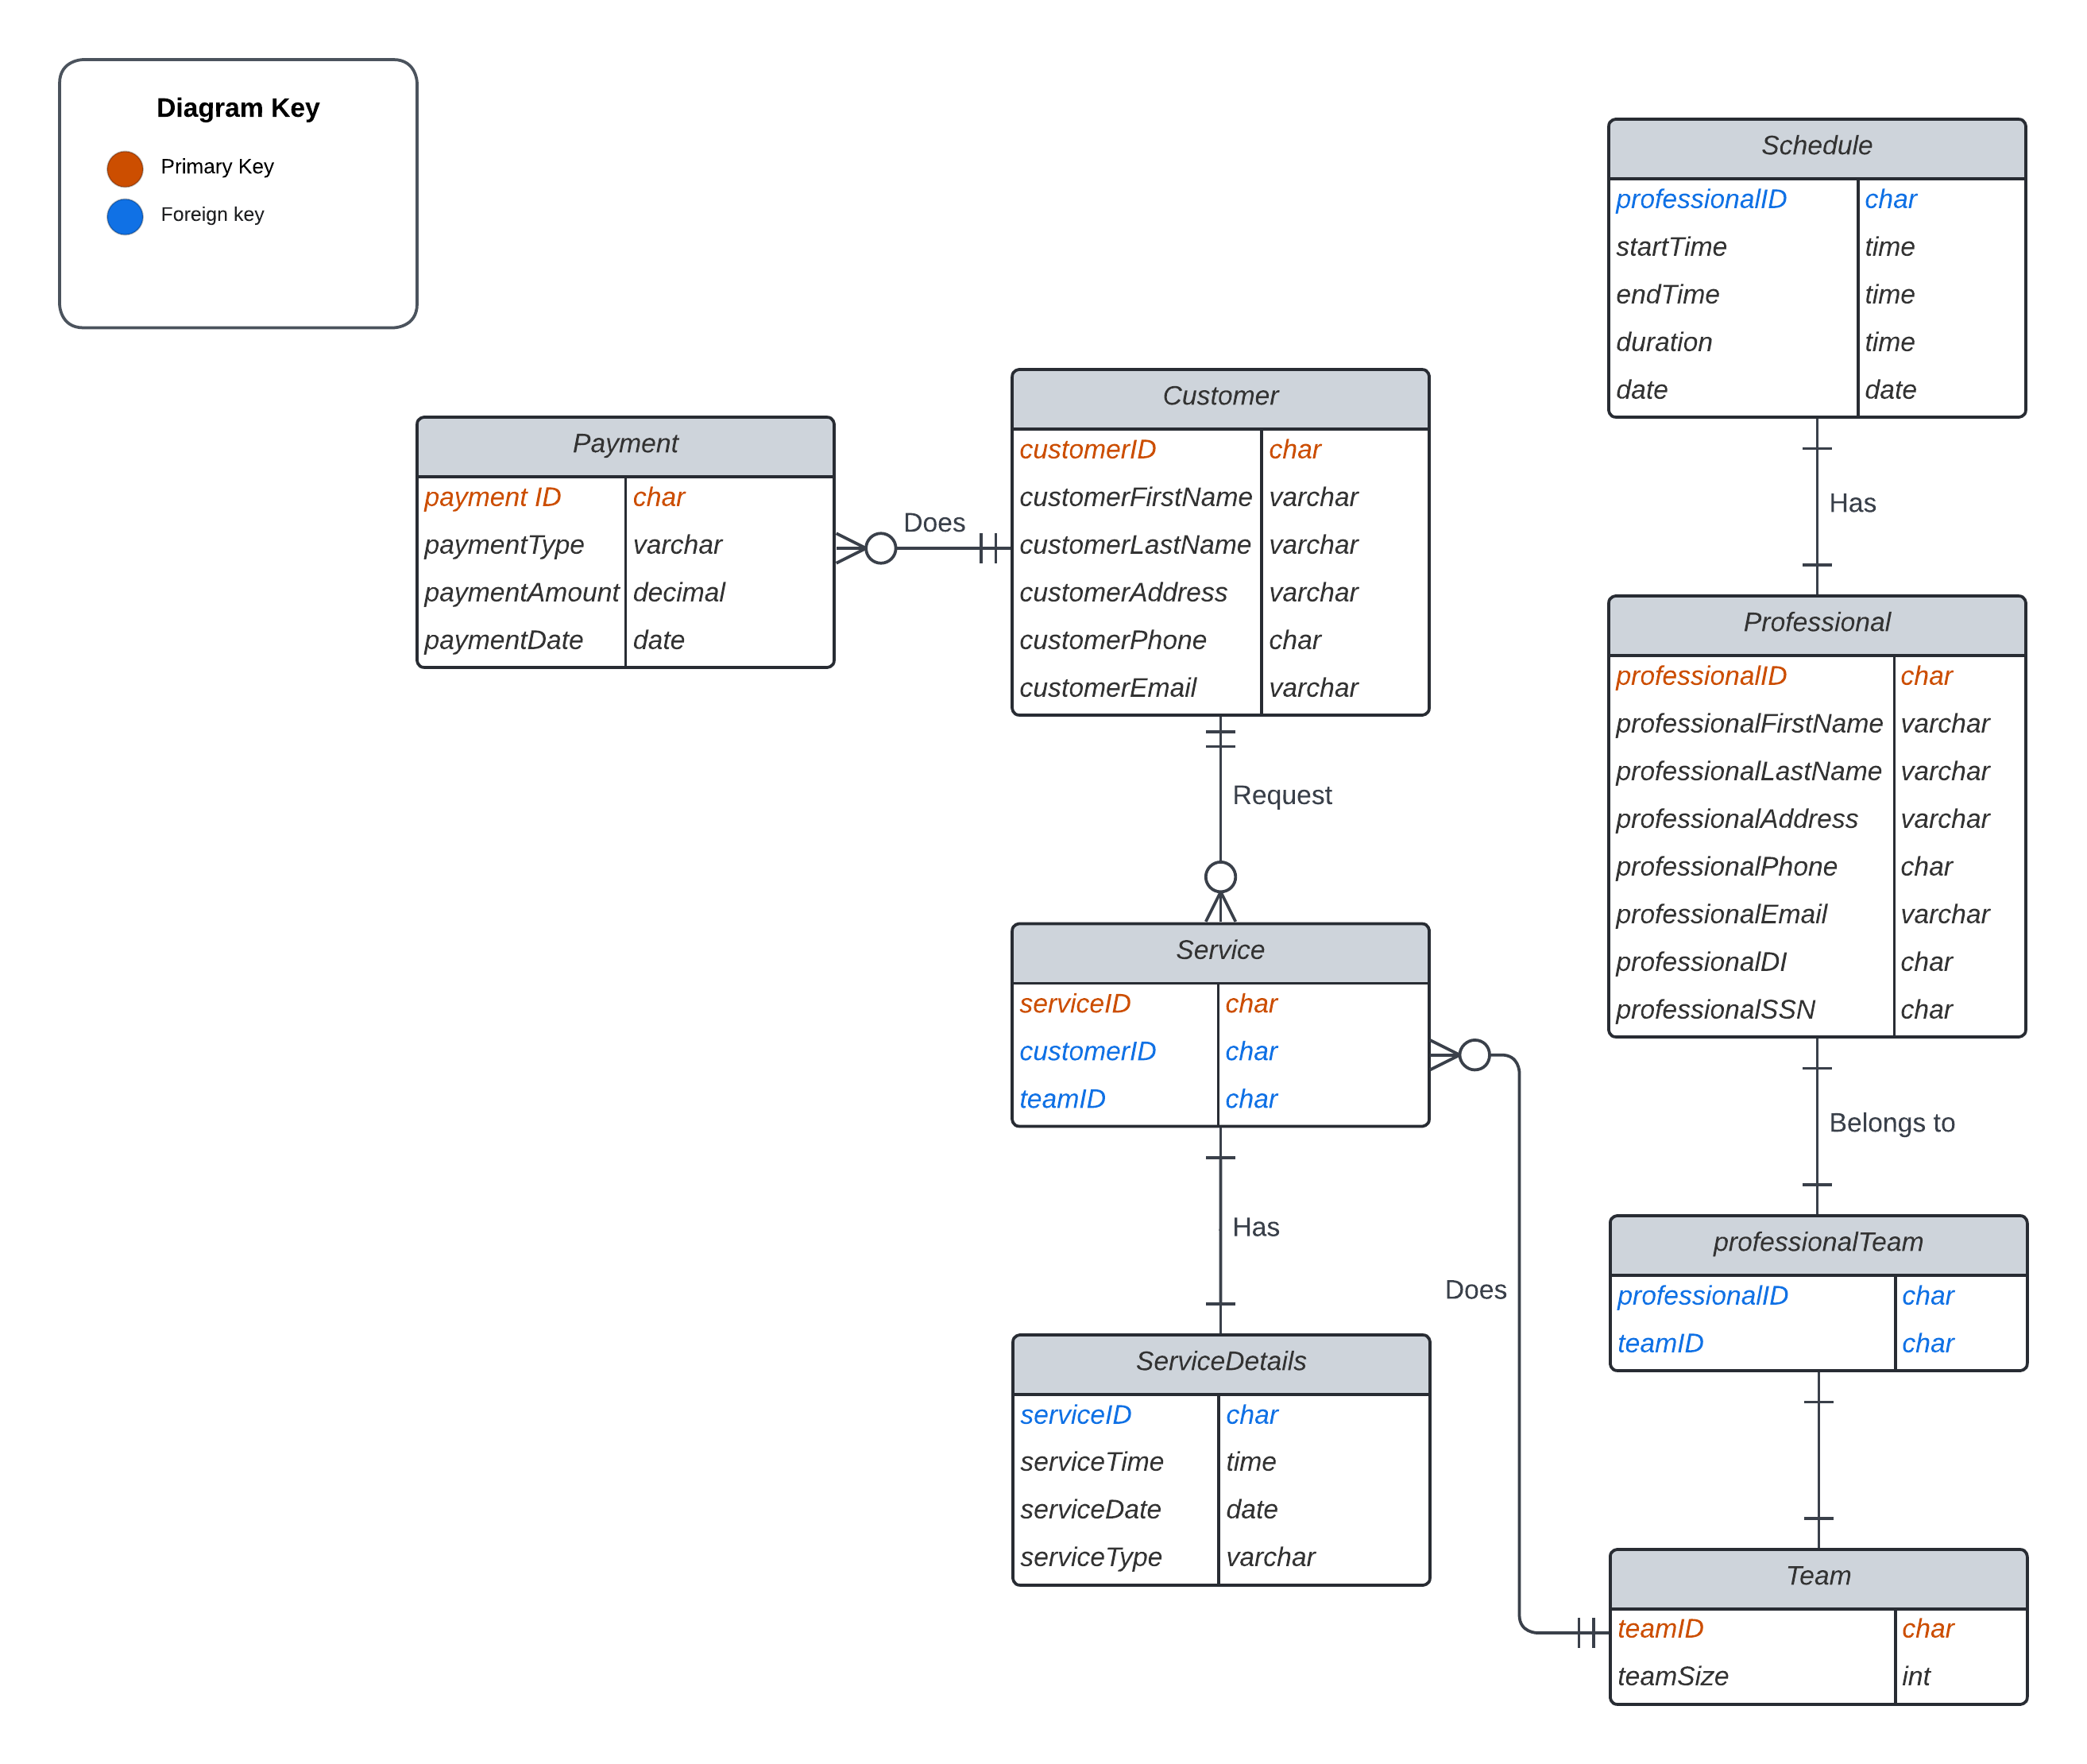 Diagram Key
Primary Key
Foreign key
Schedule
professionalID char
startTime time
endTime time
duration time
date date
Has
Payment
payment ID char
paymentType varchar
paymentAmount decimal
paymentDate date
Does
Customer
customerID char
customerFirstName varchar
customerLastName varchar
customerAddress varchar
customerPhone char
customerEmail varchar
Request
Professional
professionalID char
professionalFirstName varchar
professionalLastName varchar
professionalAddress varchar
professionalPhone char
professionalEmail varchar
professionalDI char
professionalSSN char
Belongs to
Service
serviceID char
customerID char
teamID char
Has
Does
ServiceDetails
serviceID char
serviceTime time
serviceDate date
serviceType varchar
professionalTeam
professionalID char
teamID char
Team
teamID char
teamSize int